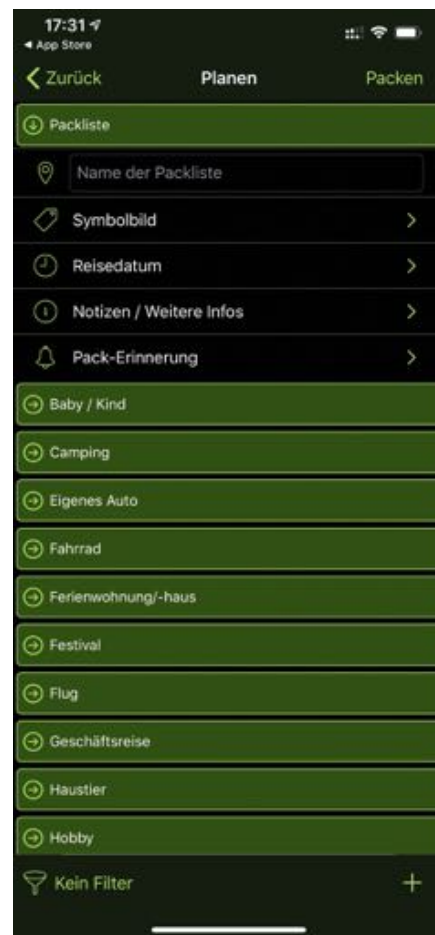 17:31
App Store
Zurück Planen Packen
Packliste
Name der Packliste
Symbolbild
Reisedatum
Notizen / Weitere Infos
Pack-Erinnerung
Baby / Kind
Camping
Eigenes Auto
Fahrrad
Ferienwohnung/-haus
Festival
Flug
Geschäftsreise
Haustier
Hobby
Kein Filter